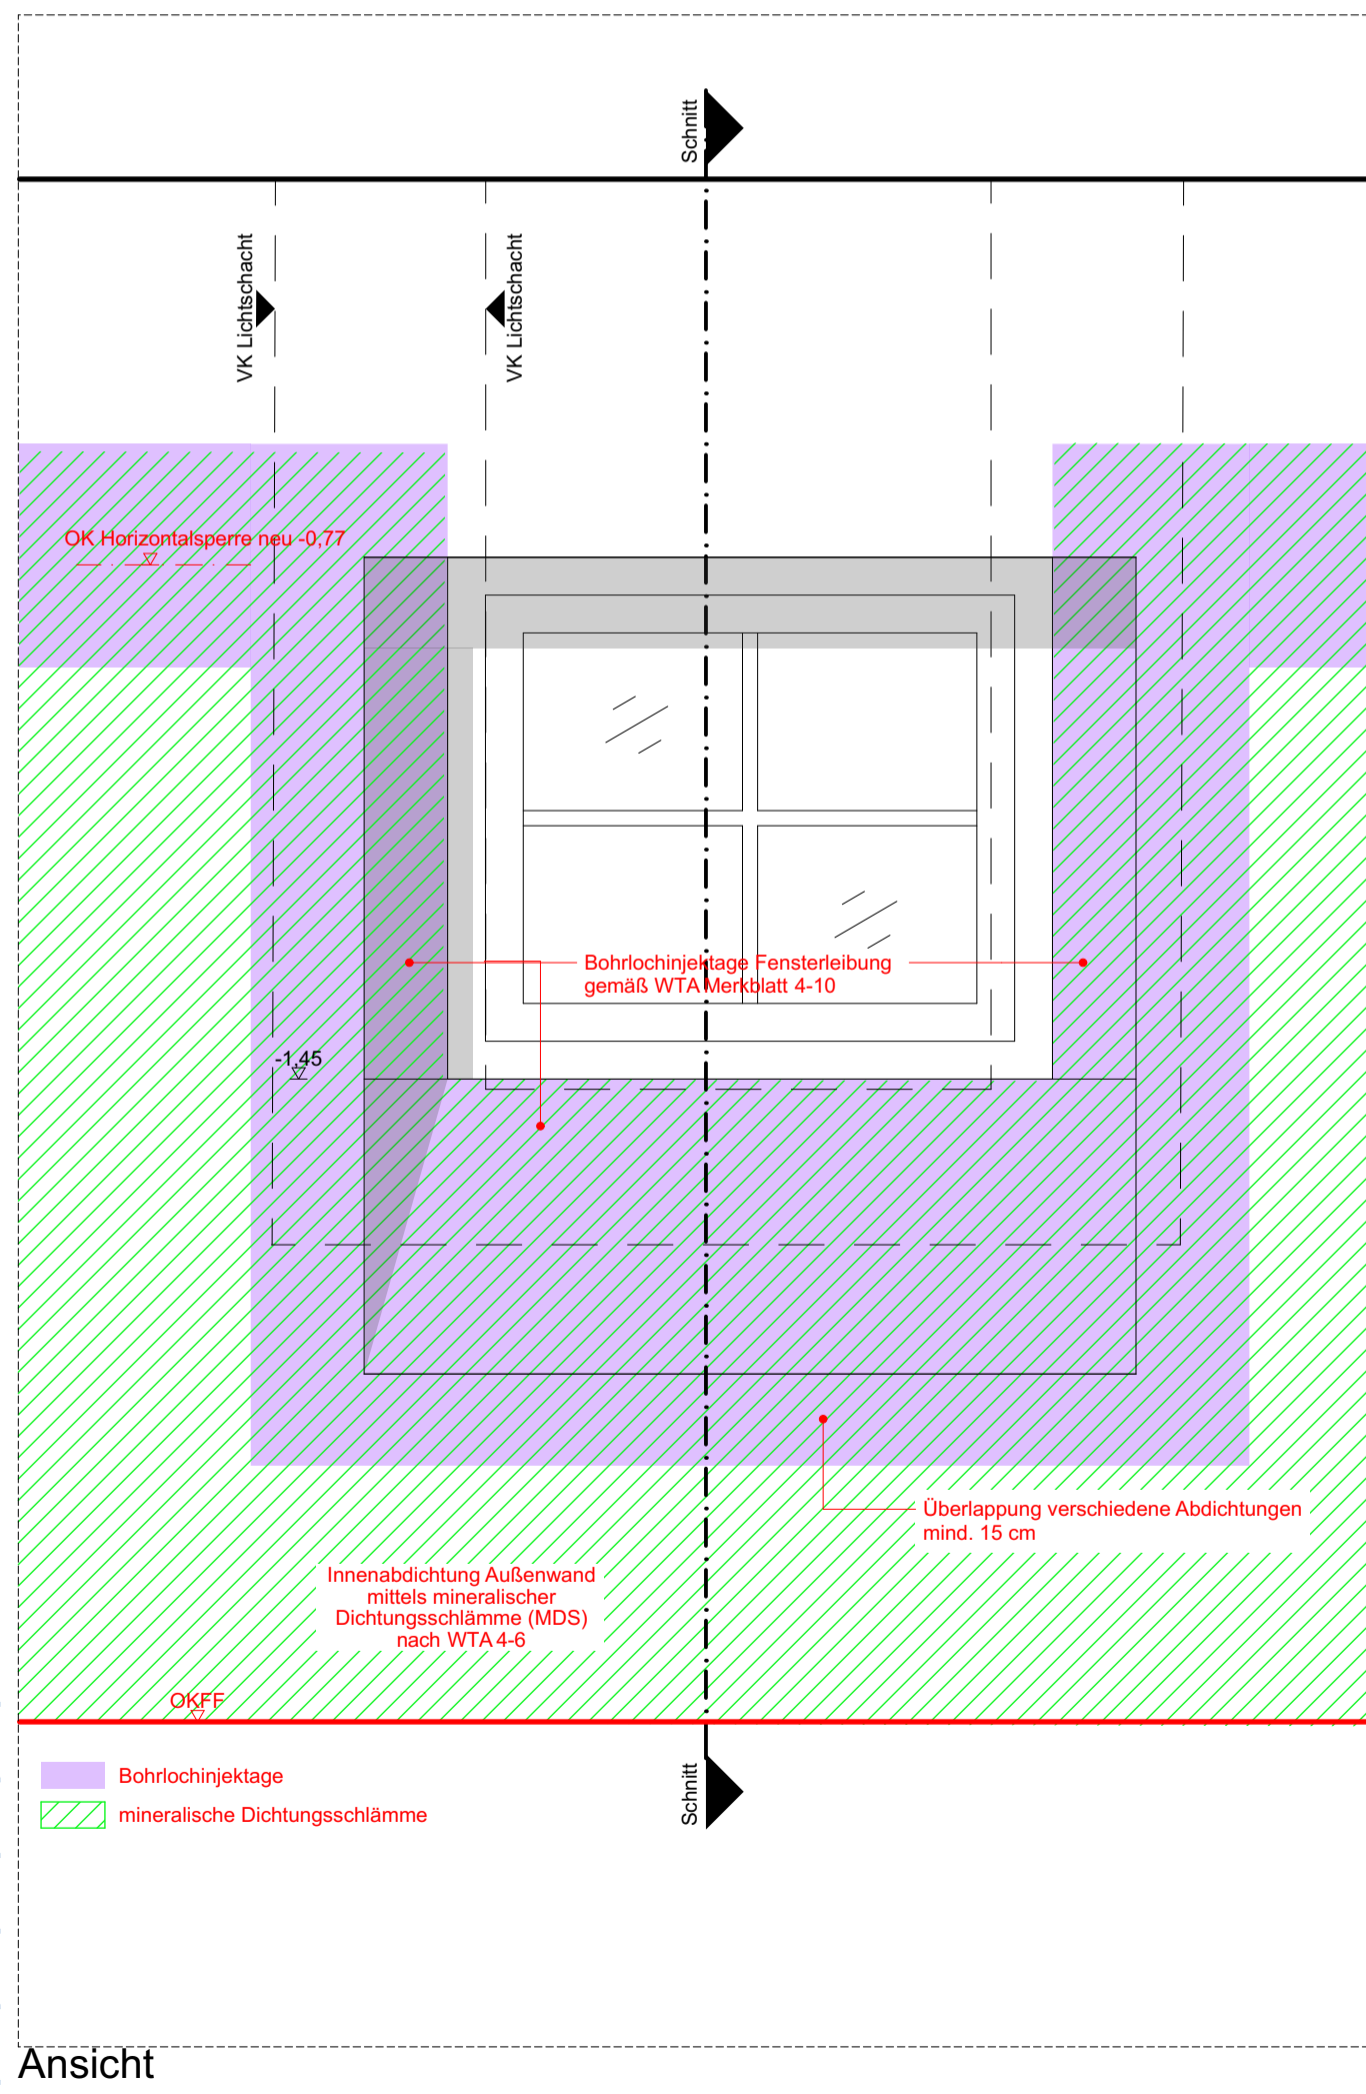 Schnitt
VK Lichtschacht
VK Lichtschacht
OK Horizontalsperre neu -0,77
Bohrlochinjektage Fensterleibung
gemäß WTA Merkblatt 4-10
-1,45
Überlappung verschiedene Abdichtungen
mind. 15 cm
Innenabdichtung Außenwand
mittels mineralischer
Dichtungsschlämme (MDS)
nach WTA 4-6
OKFF
Bohrlochinjektage
mineralische Dichtungsschlämme
Schnitt
Ansicht